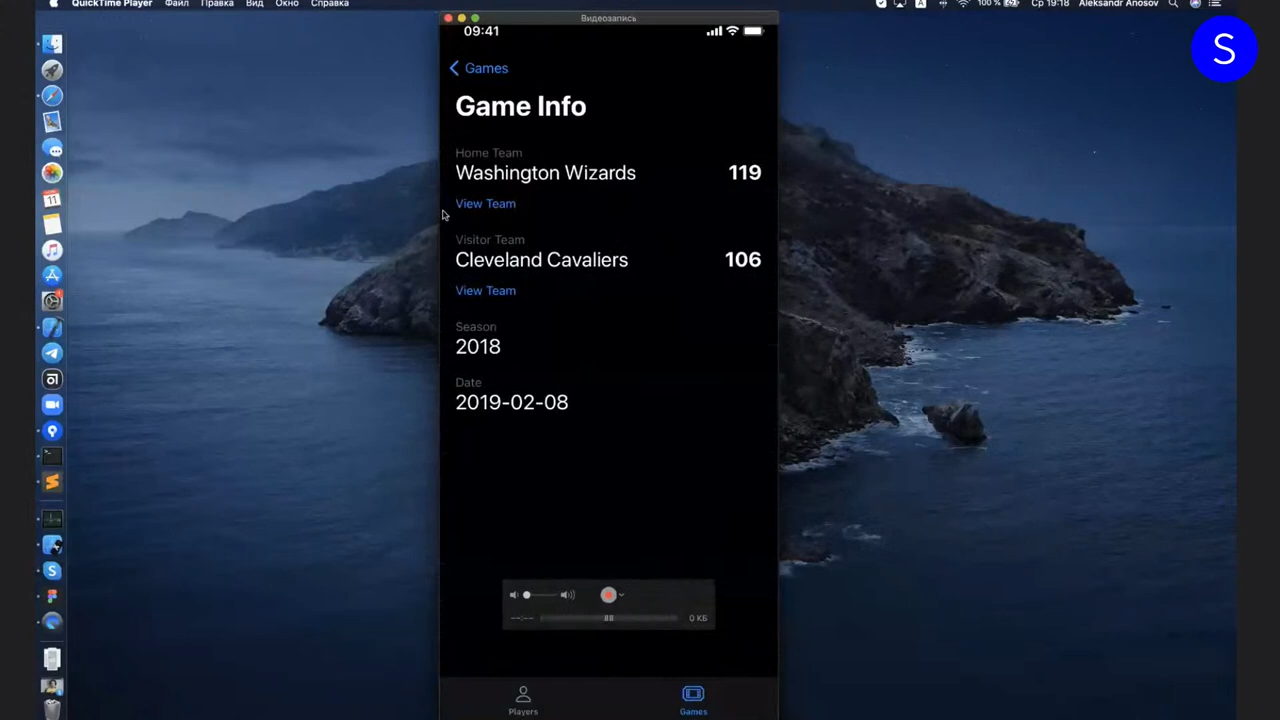 QuickTime Player Файл Правка Вид Окно Справка
100 % Ср 19:18 Aleksandr Anosov
Видеозапись
S
09:41
Games
Game Info
Home Team
Washington Wizards 119
View Team
Visitor Team
Cleveland Cavaliers 106
View Team
Season
2018
Date
2019-02-08
--:-- 0 КБ
Players Games